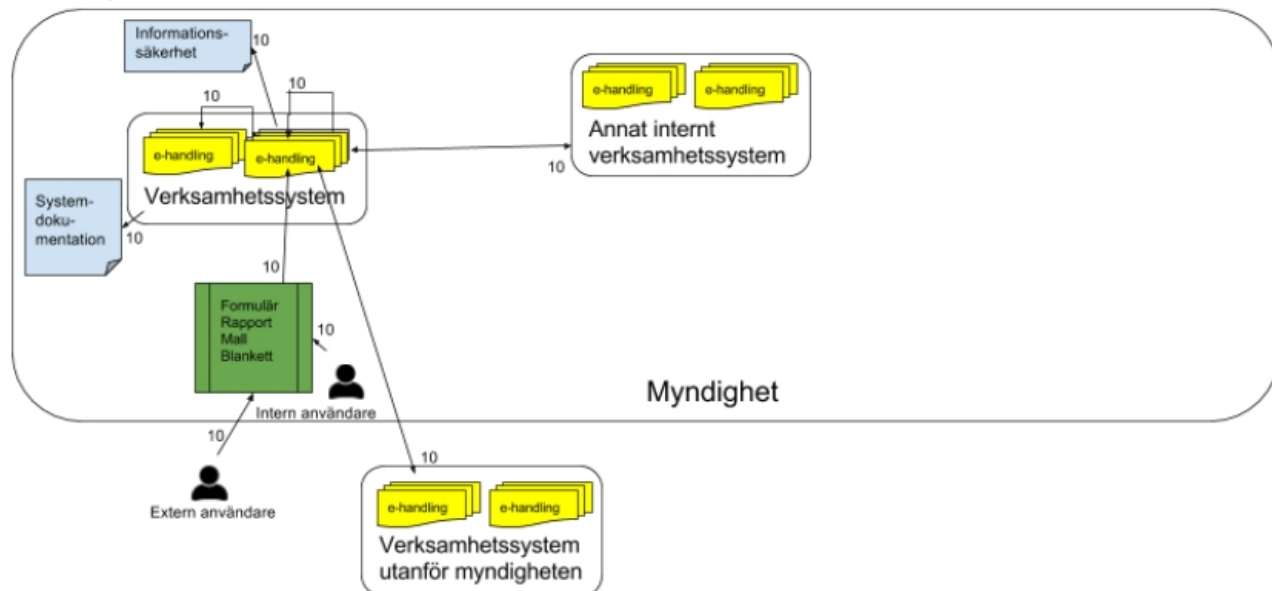 Informations-
säkerhet
10
10
10
e-handling
e-handling
Verksamhetssystem
e-handling
e-handling
Annat internt
verksamhetssystem
10
System-
doku-
mentation
10
10
Formulär
Rapport
Mall
Blankett
10
Intern användare
Myndighet
10
Extern användare
10
e-handling
e-handling
Verksamhetssystem
utanför myndigheten